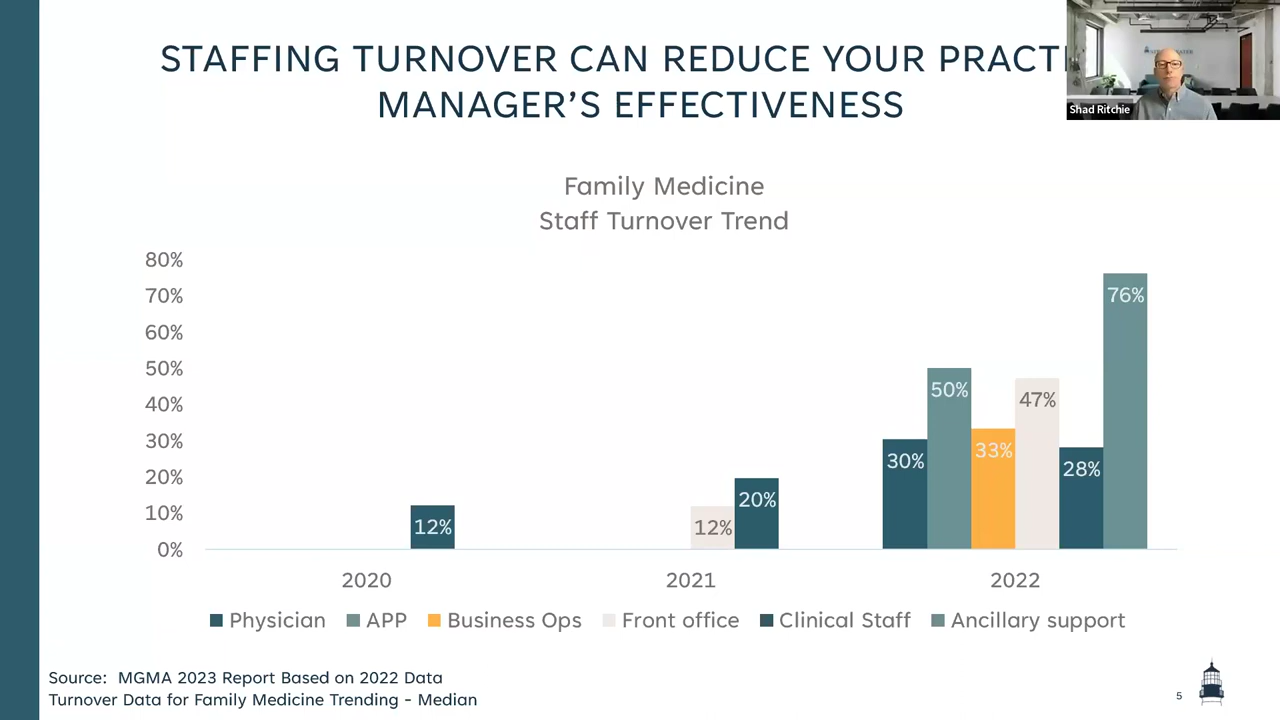 STAFFING TURNOVER CAN REDUCE YOUR
MANAGER'S EFFECTIVENESS
Shad Ritchie
Family Medicine
Staff Turnover Trend
80%
70%
60%
50%
40%
30%
20%
10%
0%
12%
12%
20%
30%
50%
33%
47%
28%
76%
2020 2021 2022
Physician APP Business Ops Front office Clinical Staff Ancillary support
Source: MGMA 2023 Report Based on 2022 Data
Turnover Data for Family Medicine Trending - Median
5